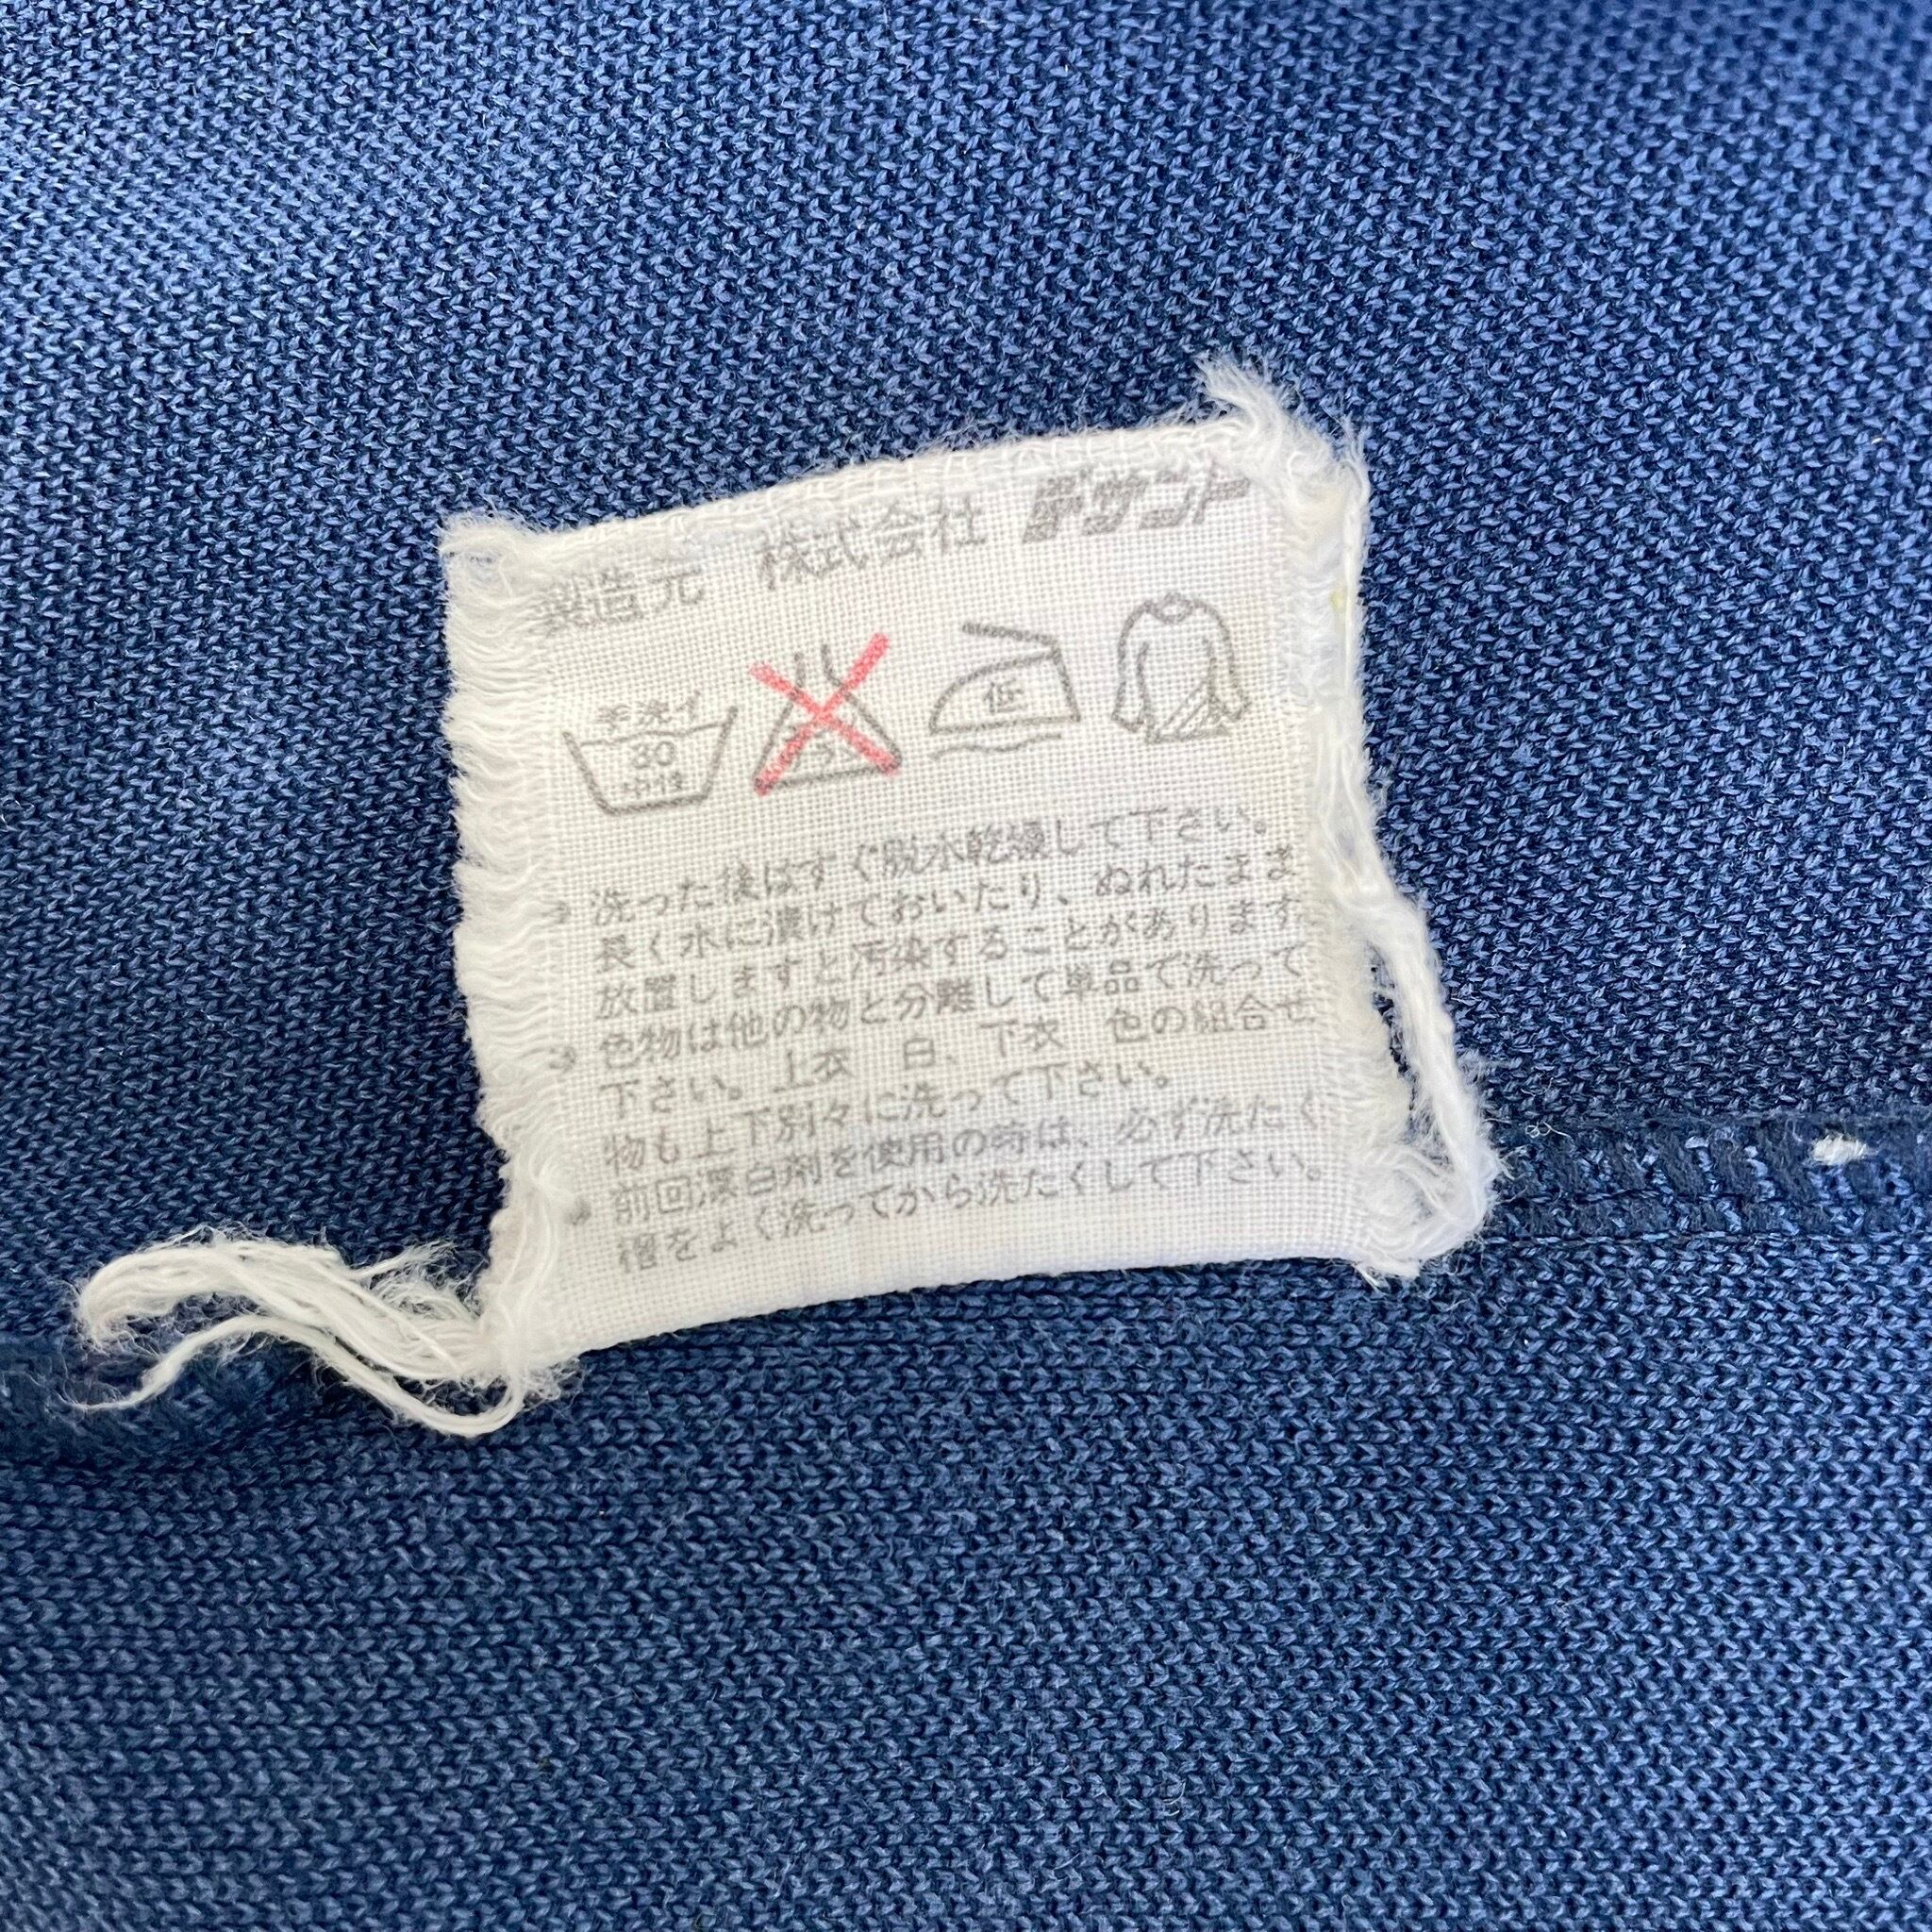 製造元 株式会社 デサント
手洗イ
30
中性
低
洗った後はすぐ脱水乾燥して下さい。
長く水に漬けておいたり、ぬれたまま
放置しますと汚染することがあります
色物は他の物と分離して単品で洗って
下さい。上衣 白、下衣 色の組合せ
物も上下別々に洗って下さい。
前回漂白剤を使用の時は、必ず洗たく
槽をよく洗ってから洗たくして下さい。